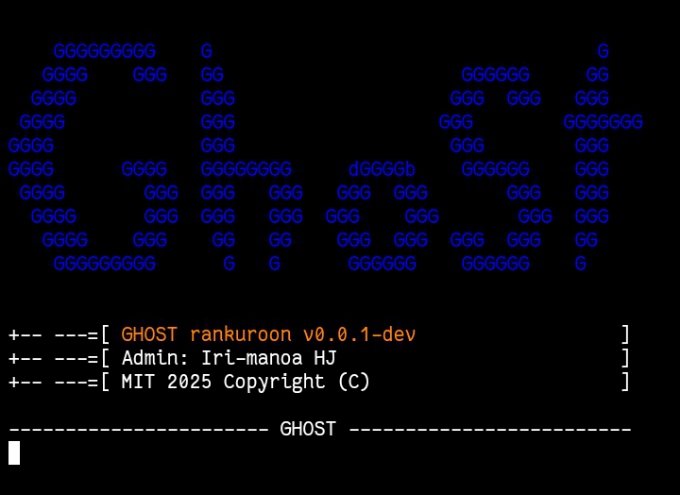 GGGGGGGGG    G                                  G
   GGGG    GGG   GG                     GGGGGG     GG
  GGGG           GGG                   GGG  GGG   GGG
 GGGG            GGG                  GGG        GGGGGGG
GGGG             GGG                   GGG        GGG
GGGG      GGGG   GGGGGGGG     dGGGGb    GGGGGG    GGG
 GGGG       GGG  GGG   GGG   GGG  GGG       GGG   GGG
  GGGG      GGG  GGG   GGG  GGG    GGG       GGG  GGG
   GGGG    GGG    GG   GG    GGG  GGG  GGG  GGG   GG
    GGGGGGGGG      G   G      GGGGGG    GGGGGG    G
+-- ---=[ GHOST rankuroon v0.0.1-dev                  ]
+-- ---=[ Admin: Iri-manoa HJ                         ]
+-- ---=[ MIT 2025 Copyright (C)                      ]
----------------------- GHOST -------------------------